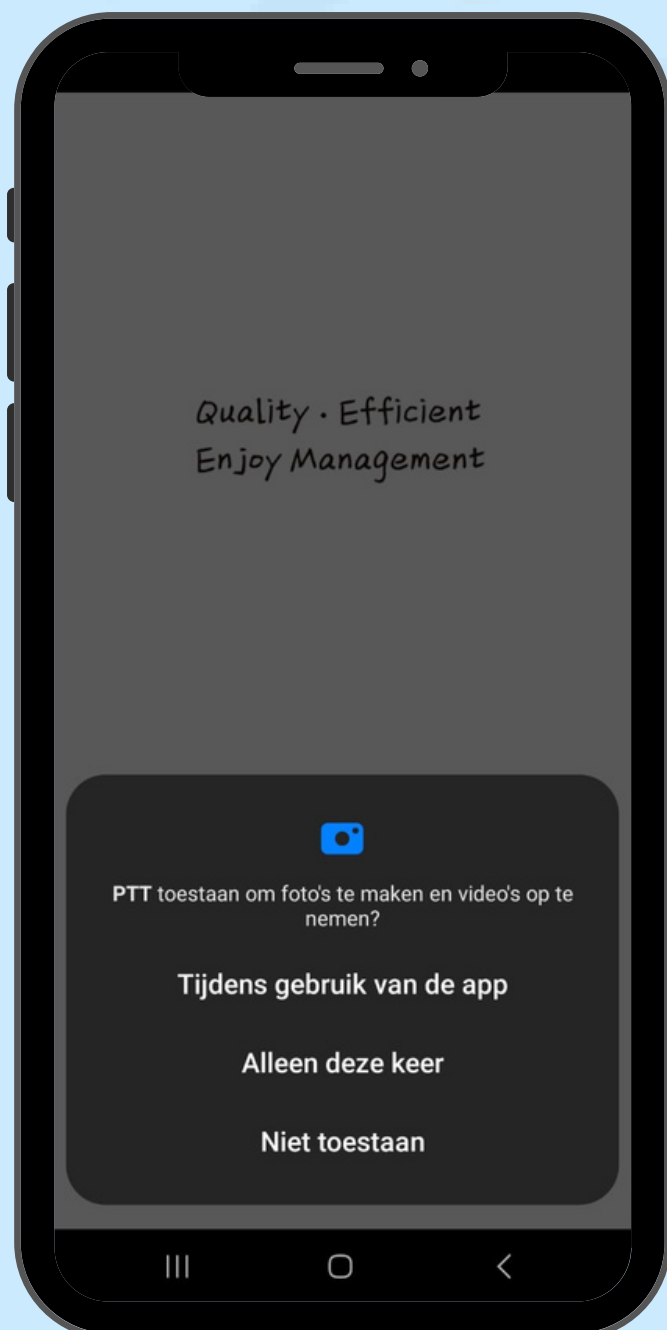 Quality · Efficient
Enjoy Management
PTT toestaan om foto's te maken en video's op te
nemen?
Tijdens gebruik van de app
Alleen deze keer
Niet toestaan